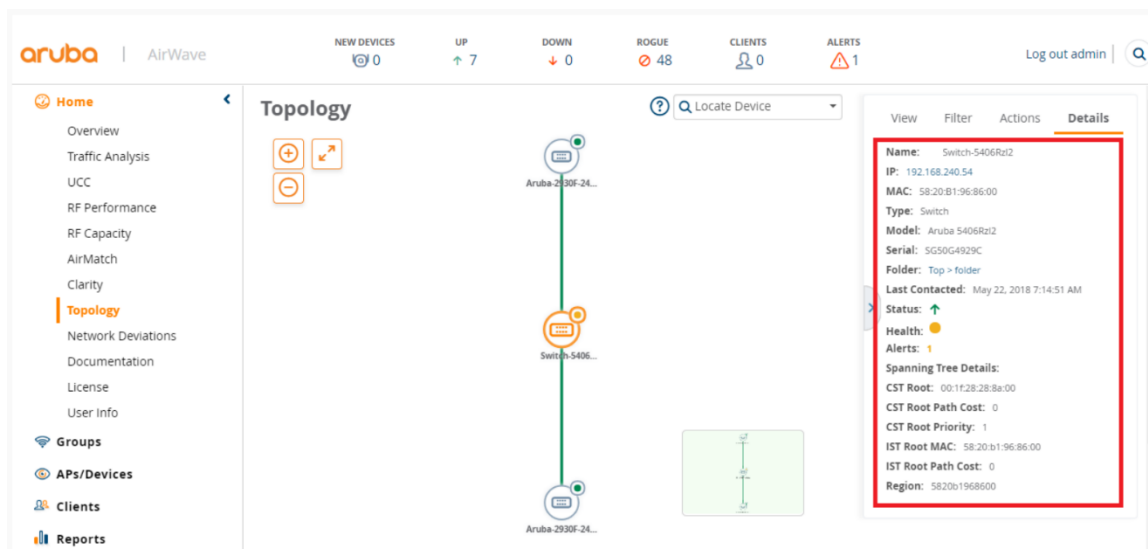 aruba | AirWave
NEW DEVICES 0
UP 7
DOWN 0
ROGUE 48
CLIENTS 0
ALERTS 1
Log out admin
Home
Overview
Traffic Analysis
UCC
RF Performance
RF Capacity
AirMatch
Clarity
Topology
Network Deviations
Documentation
License
User Info
Groups
APs/Devices
Clients
Reports
Topology
Locate Device
Aruba-2930F-24...
Switch-5406...
Aruba-2930F-24...
View Filter Actions Details
Name: Switch-5406Rzl2
IP: 192.168.240.54
MAC: 58:20:B1:96:86:00
Type: Switch
Model: Aruba 5406Rzl2
Serial: SG50G4929C
Folder: Top > folder
Last Contacted: May 22, 2018 7:14:51 AM
Status:
Health:
Alerts: 1
Spanning Tree Details:
CST Root: 00:1f:28:28:8a:00
CST Root Path Cost: 0
CST Root Priority: 1
IST Root MAC: 58:20:b1:96:86:00
IST Root Path Cost: 0
Region: 5820b1968600